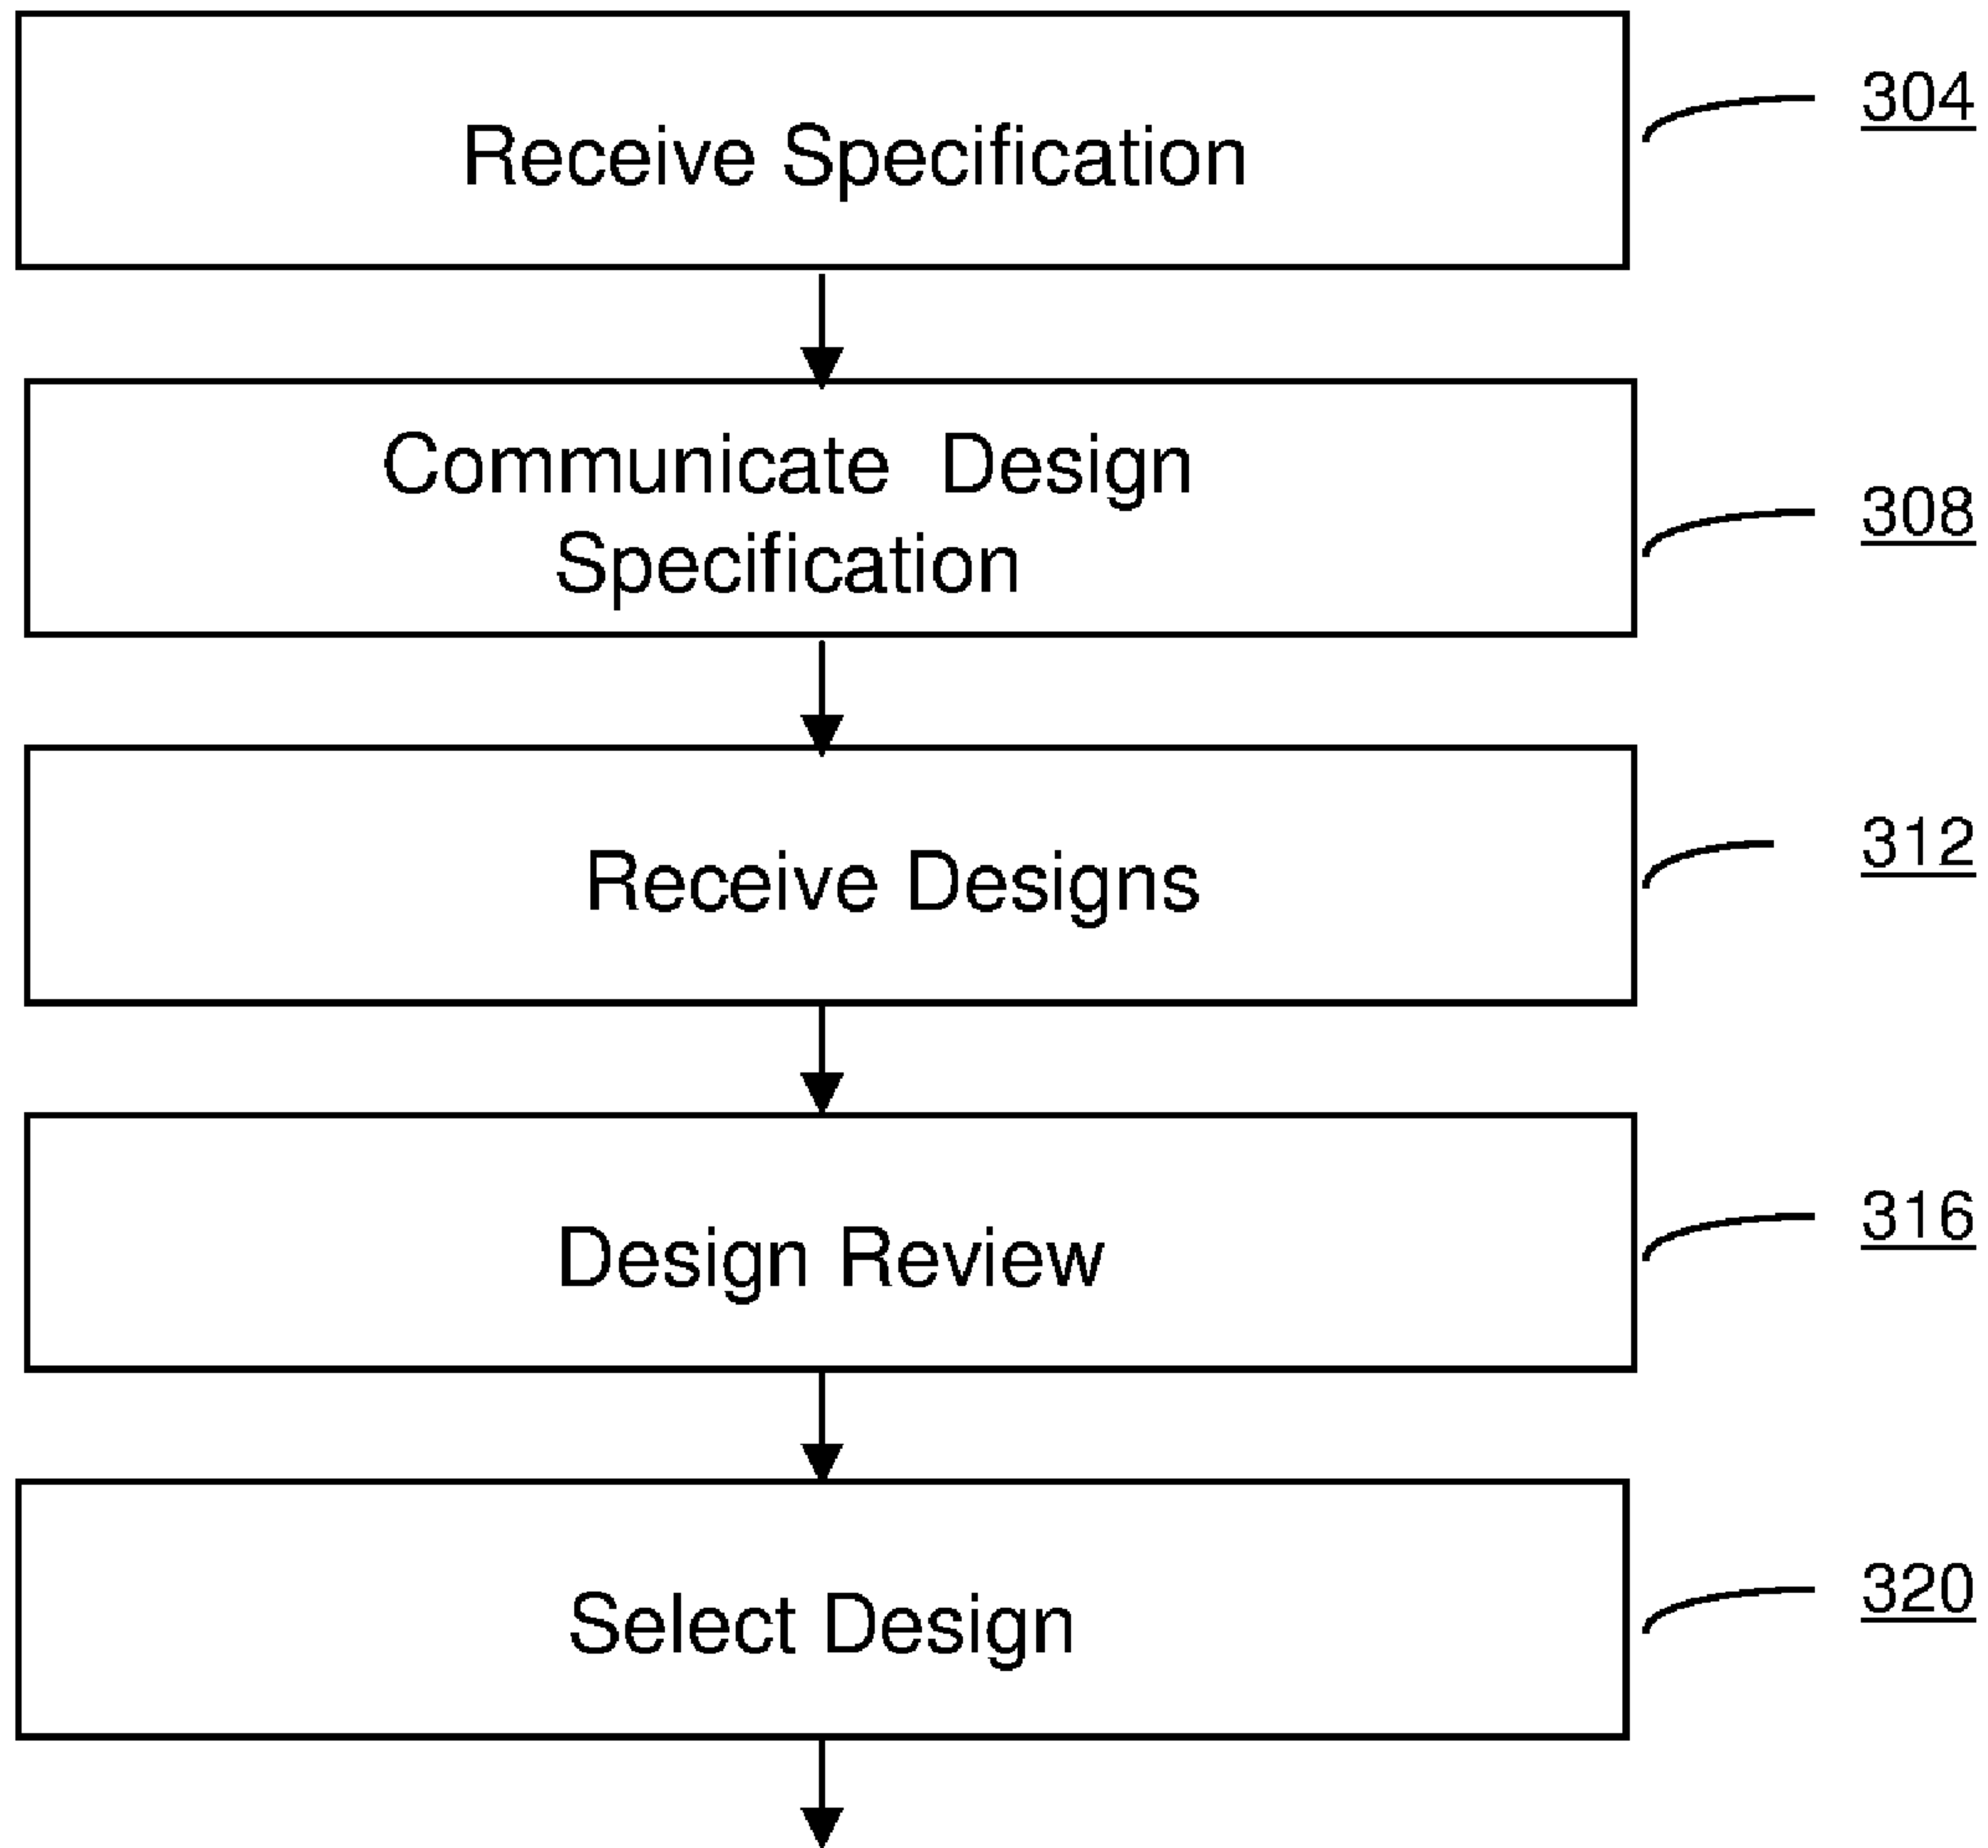 Receive Specification
304
Communicate Design
Specification
308
Receive Designs
312
Design Review
316
Select Design
320